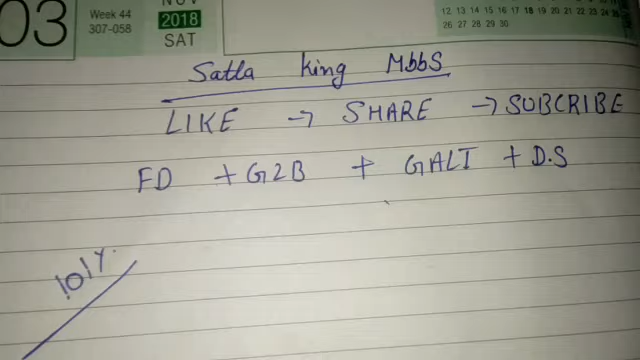 03
Week 44
307-058
NOV
2018
SAT
12 13 14 15 16 17 18 19 20 21 22 23 24 25
26 27 28 29 30
Satta king MbbS
LIKE → SHARE → SUBCRIBE
FD + GZB + GALI + D.S
101%.